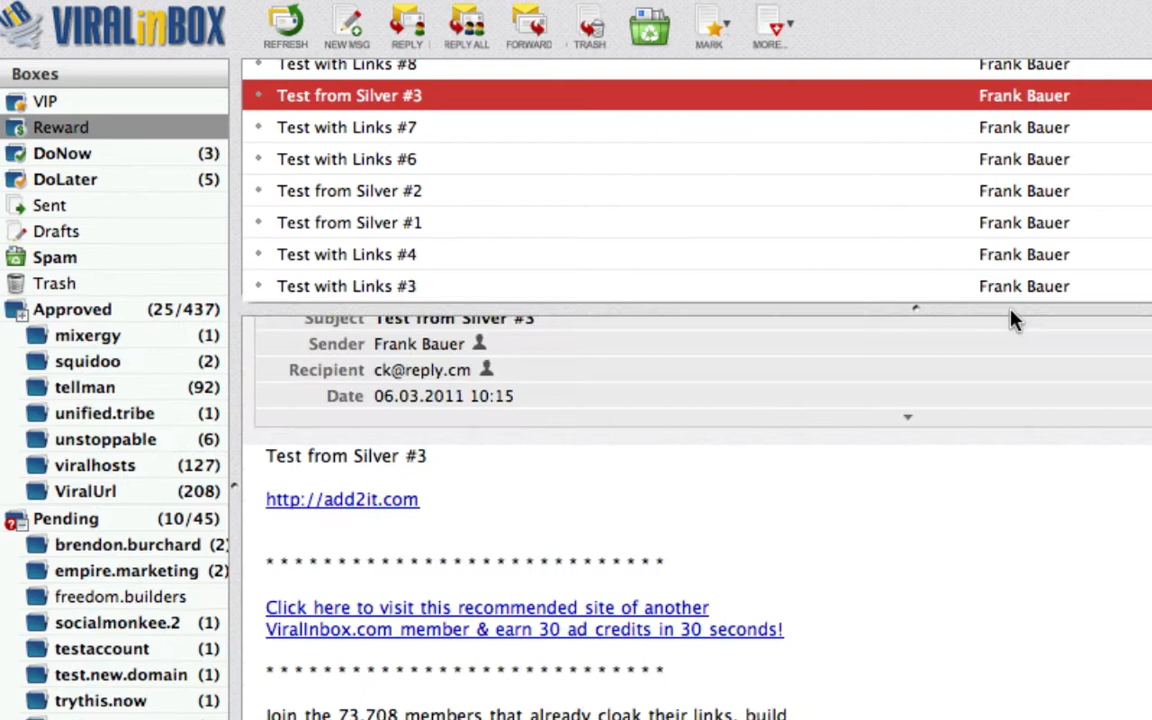 VIRALinBOX
REFRESH NEW MSG REPLY REPLY ALL FORWARD TRASH MARK MORE...
Boxes
VIP
Reward
DoNow (3)
DoLater (5)
Sent
Drafts
Spam
Trash
Approved (25/437)
mixergy (1)
squidoo (2)
tellman (92)
unified.tribe (1)
unstoppable (6)
viralhosts (127)
ViralUrl (208)
Pending (10/45)
brendon.burchard (2)
empire.marketing (2)
freedom.builders
socialmonkee.2 (1)
testaccount (1)
test.new.domain (1)
trythis.now (1)
Test with Links #8 Frank Bauer
Test from Silver #3 Frank Bauer
Test with Links #7 Frank Bauer
Test with Links #6 Frank Bauer
Test from Silver #2 Frank Bauer
Test from Silver #1 Frank Bauer
Test with Links #4 Frank Bauer
Test with Links #3 Frank Bauer
Subject Test from Silver #3
Sender Frank Bauer
Recipient ck@reply.cm
Date 06.03.2011 10:15
Test from Silver #3
http://add2it.com
* * * * * * * * * * * * * * * * * * * * * * * * * * * *
Click here to visit this recommended site of another
ViralInbox.com member & earn 30 ad credits in 30 seconds!
* * * * * * * * * * * * * * * * * * * * * * * * * * * *
Join the 73,708 members that already cloak their links, build